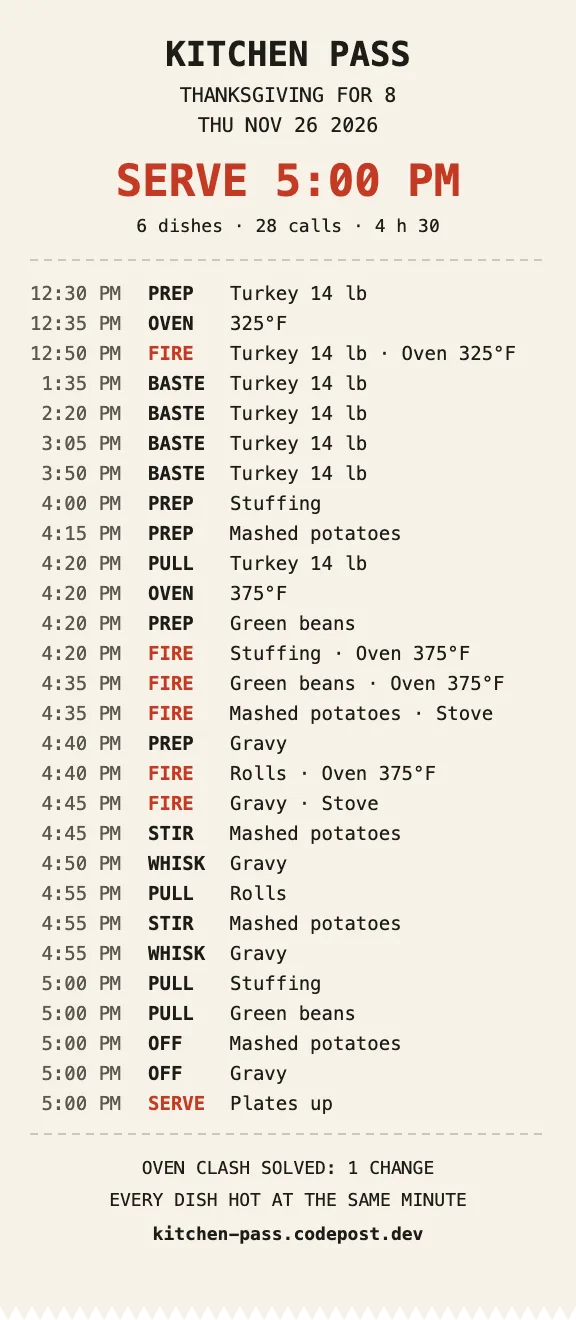 KITCHEN PASS
THANKSGIVING FOR 8
THU NOV 26 2026
SERVE 5:00 PM
6 dishes · 28 calls · 4 h 30
12:30 PM PREP Turkey 14 lb
12:35 PM OVEN 325°F
12:50 PM FIRE Turkey 14 lb · Oven 325°F
1:35 PM BASTE Turkey 14 lb
2:20 PM BASTE Turkey 14 lb
3:05 PM BASTE Turkey 14 lb
3:50 PM BASTE Turkey 14 lb
4:00 PM PREP Stuffing
4:15 PM PREP Mashed potatoes
4:20 PM PULL Turkey 14 lb
4:20 PM OVEN 375°F
4:20 PM PREP Green beans
4:20 PM FIRE Stuffing · Oven 375°F
4:35 PM FIRE Green beans · Oven 375°F
4:35 PM FIRE Mashed potatoes · Stove
4:40 PM PREP Gravy
4:40 PM FIRE Rolls · Oven 375°F
4:45 PM FIRE Gravy · Stove
4:45 PM STIR Mashed potatoes
4:50 PM WHISK Gravy
4:55 PM PULL Rolls
4:55 PM STIR Mashed potatoes
4:55 PM WHISK Gravy
5:00 PM PULL Stuffing
5:00 PM PULL Green beans
5:00 PM OFF Mashed potatoes
5:00 PM OFF Gravy
5:00 PM SERVE Plates up
OVEN CLASH SOLVED: 1 CHANGE
EVERY DISH HOT AT THE SAME MINUTE
kitchen-pass.codepost.dev